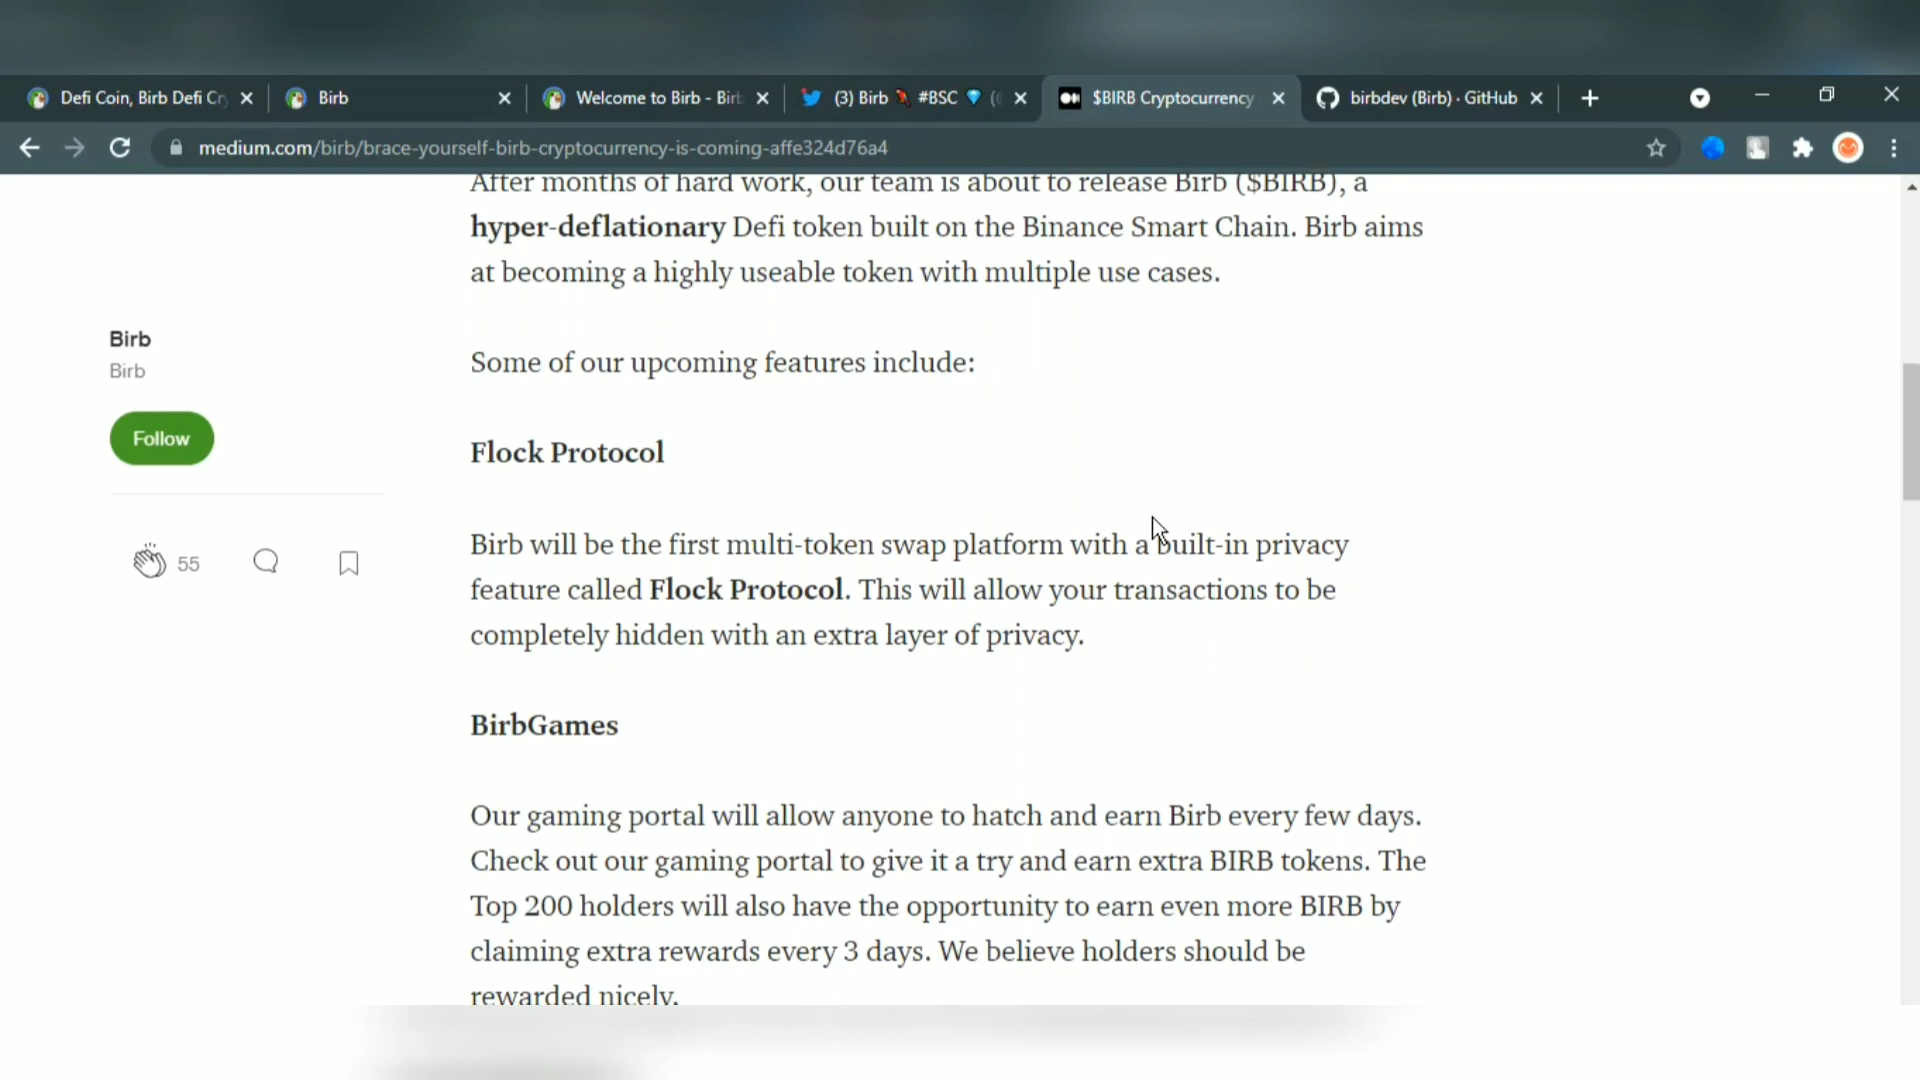 Defi Coin, Birb Defi Cr
Birb
Welcome to Birb - Birb
(3) Birb #BSC
$BIRB Cryptocurrency
birbdev (Birb) · GitHub
medium.com/birb/brace-yourself-birb-cryptocurrency-is-coming-affe324d76a4
After months of hard work, our team is about to release Birb ($BIRB), a
hyper-deflationary Defi token built on the Binance Smart Chain. Birb aims
at becoming a highly useable token with multiple use cases.
Birb
Birb
Follow
55
Some of our upcoming features include:
Flock Protocol
Birb will be the first multi-token swap platform with a built-in privacy
feature called Flock Protocol. This will allow your transactions to be
completely hidden with an extra layer of privacy.
BirbGames
Our gaming portal will allow anyone to hatch and earn Birb every few days.
Check out our gaming portal to give it a try and earn extra BIRB tokens. The
Top 200 holders will also have the opportunity to earn even more BIRB by
claiming extra rewards every 3 days. We believe holders should be
rewarded nicely.